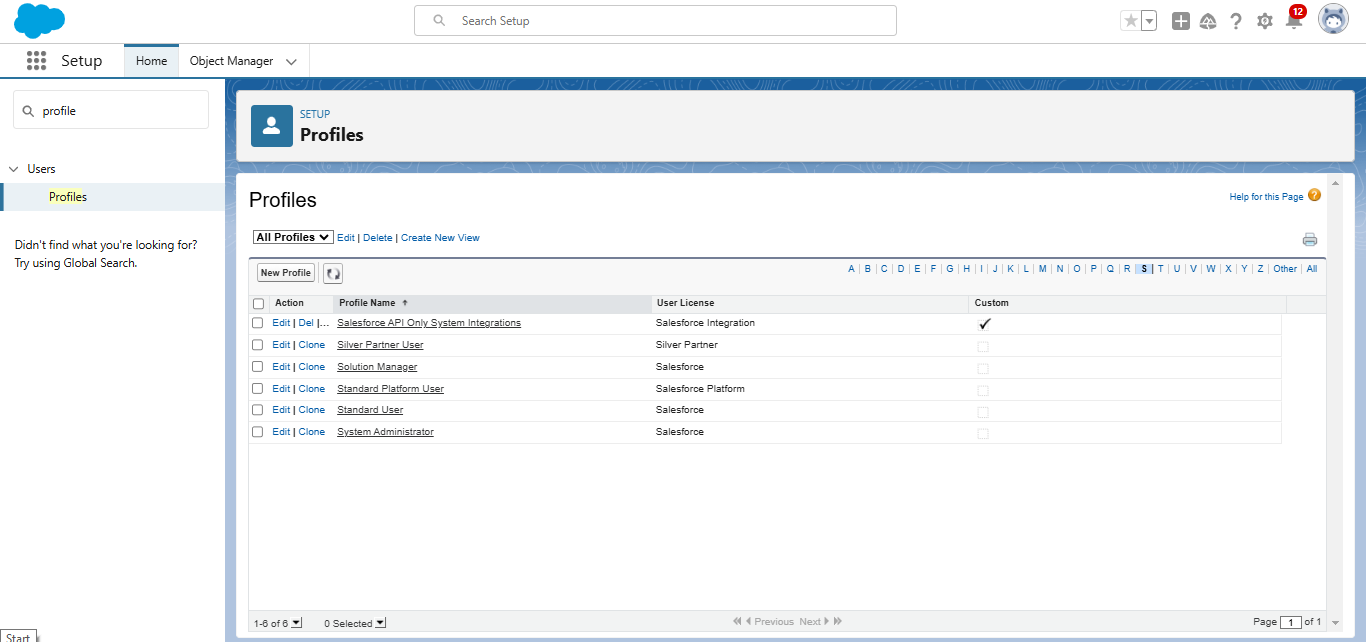 Search Setup
12
Setup
Home
Object Manager
profile
Users
Profiles
Didn't find what you're looking for?
Try using Global Search.
SETUP
Profiles
Profiles
Help for this Page ?
All Profiles Edit | Delete | Create New View
New Profile
A | B | C | D | E | F | G | H | I | J | K | L | M | N | O | P | Q | R | S | T | U | V | W | X | Y | Z | Other | All
Action Profile Name User License Custom
Edit | Del |... Salesforce API Only System Integrations Salesforce Integration
Edit | Clone Silver Partner User Silver Partner
Edit | Clone Solution Manager Salesforce
Edit | Clone Standard Platform User Salesforce Platform
Edit | Clone Standard User Salesforce
Edit | Clone System Administrator Salesforce
1-6 of 6 0 Selected Previous Next Page 1 of 1
Start